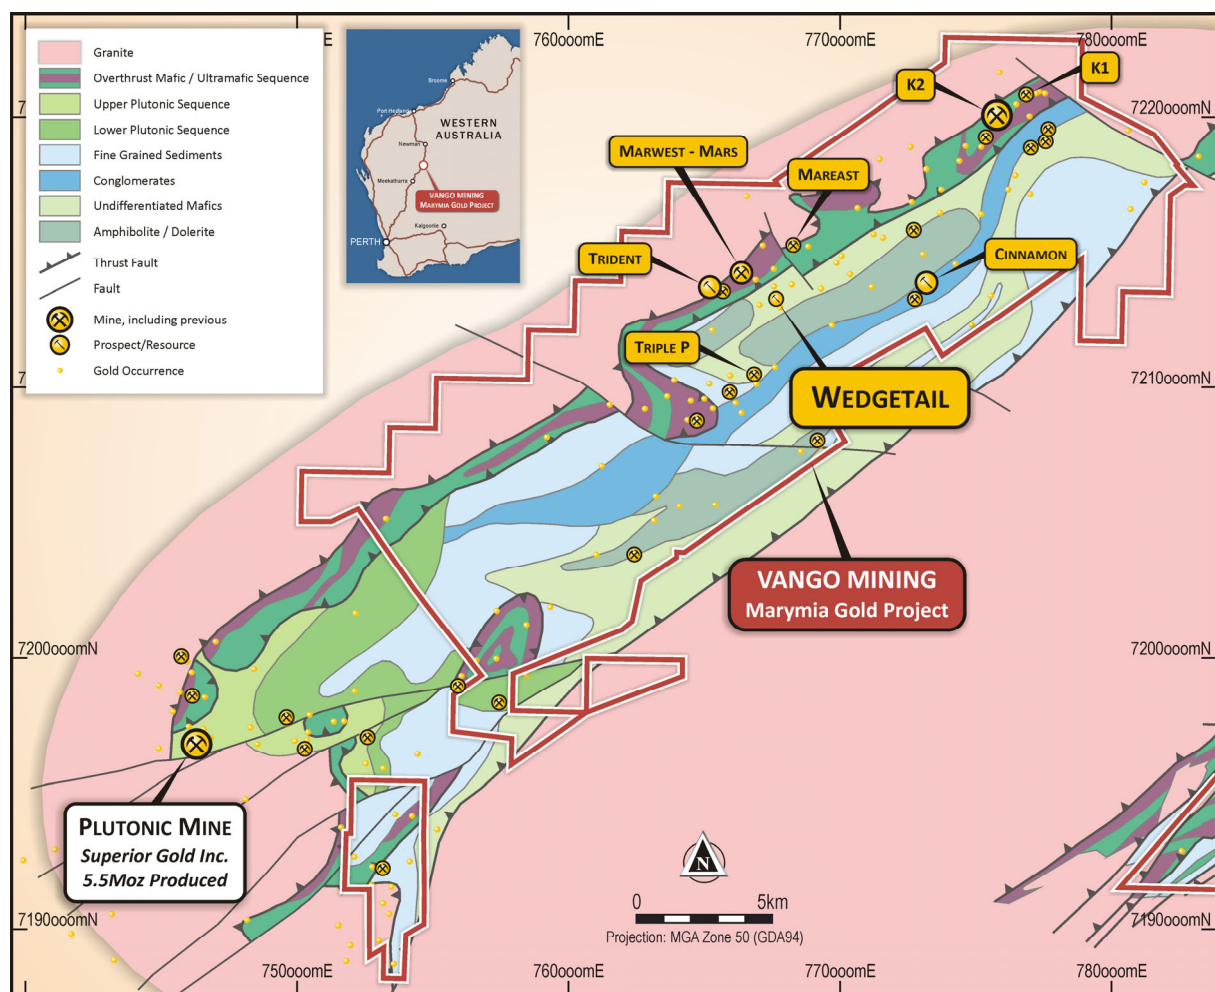 E
760000mE
770000mE
780000mE
Granite
Overthrust Mafic / Ultramafic Sequence
Upper Plutonic Sequence
Lower Plutonic Sequence
Fine Grained Sediments
Conglomerates
Undifferentiated Mafics
Amphibolite / Dolerite
Thrust Fault
Fault
Mine, including previous
Prospect/Resource
Gold Occurrence
Broome
Port Hedland
WESTERN
AUSTRALIA
Newman
Meekatharra
VANGO MINING
MARYMIA GOLD PROJECT
Kalgoorlie
PERTH
K2
K1
7220000mN
MARWEST - MARS
MAREAST
TRIDENT
CINNAMON
TRIPLE P
WEDGETAIL
7210000mN
VANGO MINING
Marymia Gold Project
7200000mN
7200000mN
PLUTONIC MINE
Superior Gold Inc.
5.5Moz Produced
N
0
5km
Projection: MGA Zone 50 (GDA94)
7190000mN
7190000mN
750000mE
760000mE
770000mE
780000mE